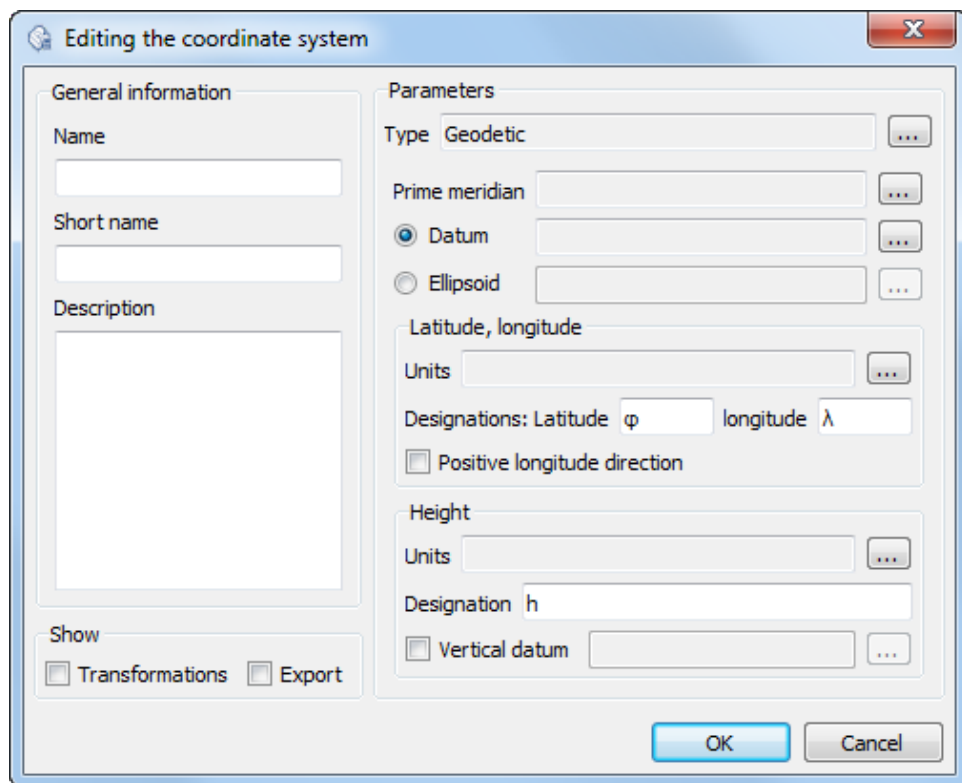 Editing the coordinate system
General information
Name
Short name
Description
Show
Transformations Export
Parameters
Type Geodetic ...
Prime meridian ...
Datum ...
Ellipsoid ...
Latitude, longitude
Units ...
Designations: Latitude φ longitude λ
Positive longitude direction
Height
Units ...
Designation h
Vertical datum ...
OK Cancel